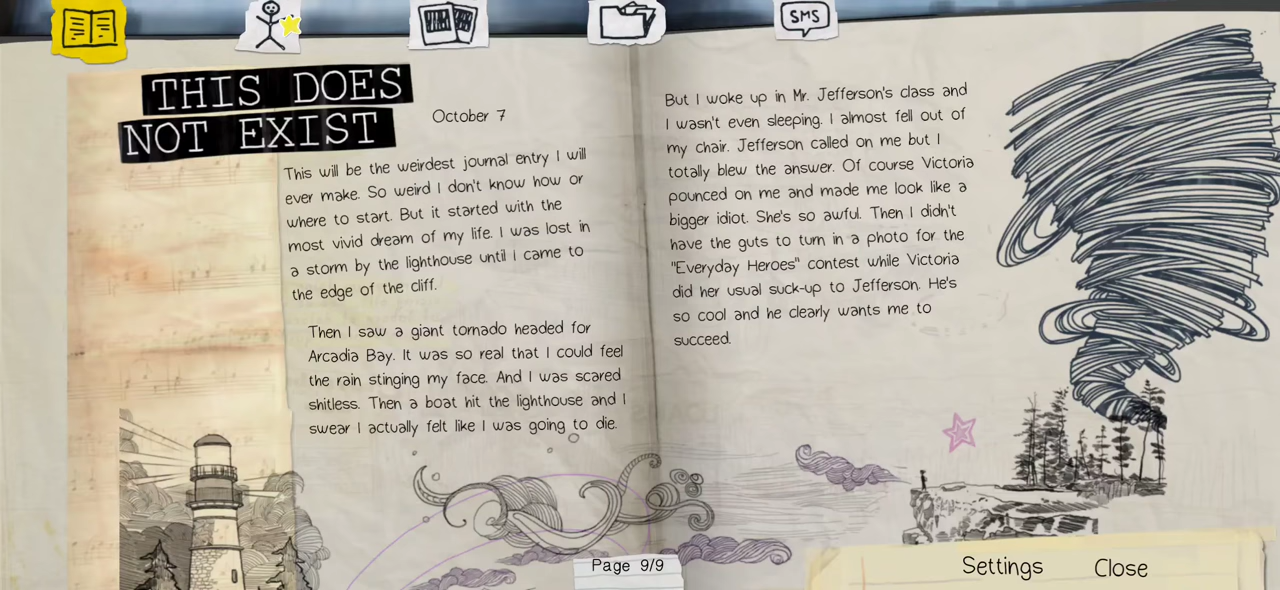 SMS
THIS DOES
NOT EXIST
October 7
This will be the weirdest journal entry I will
ever make. So weird I don't know how or
where to start. But it started with the
most vivid dream of my life. I was lost in
a storm by the lighthouse until I came to
the edge of the cliff.
Then I saw a giant tornado headed for
Arcadia Bay. It was so real that I could feel
the rain stinging my face. And I was scared
shitless. Then a boat hit the lighthouse and I
swear I actually felt like I was going to die.
But I woke up in Mr. Jefferson's class and
I wasn't even sleeping. I almost fell out of
my chair. Jefferson called on me but I
totally blew the answer. Of course Victoria
pounced on me and made me look like a
bigger idiot. She's so awful. Then I didn't
have the guts to turn in a photo for the
"Everyday Heroes" contest while Victoria
did her usual suck-up to Jefferson. He's
so cool and he clearly wants me to
succeed.
Page 9/9
Settings
Close